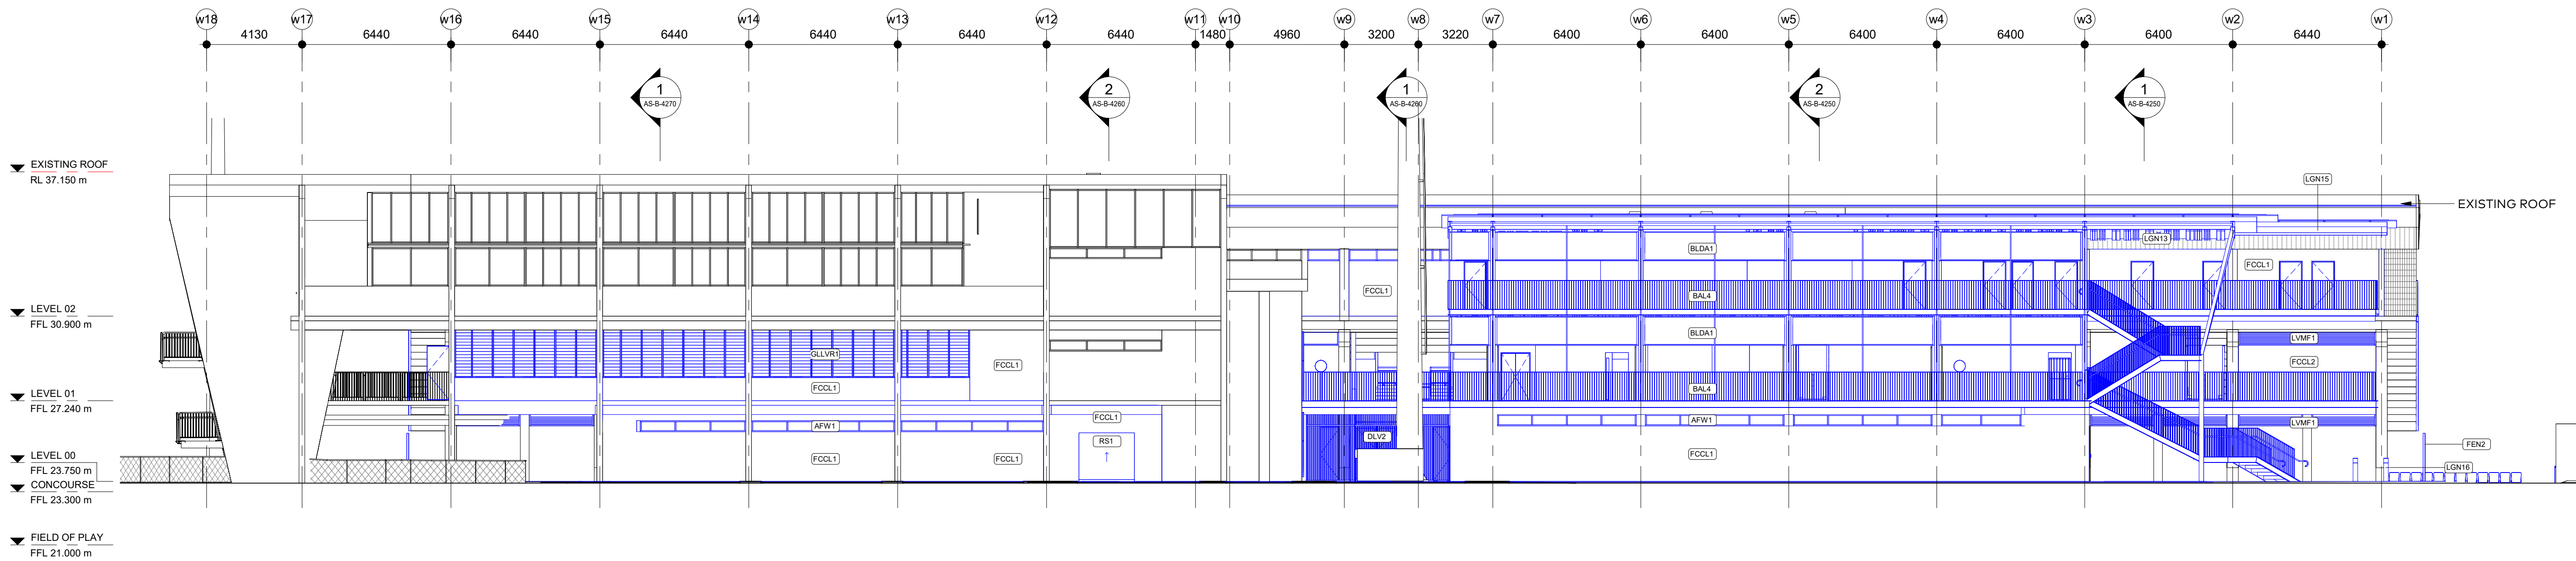 w18 w17 w16 w15 w14 w13 w12 w11 w10 w9 w8 w7 w6 w5 w4 w3 w2 w1
4130 6440 6440 6440 6440 6440 6440 1480 4960 3200 3220 6400 6400 6400 6400 6400 6440
1 2 1 2 1
AS-B-4270 AS-B-4260 AS-B-4260 AS-B-4250 AS-B-4250
EXISTING ROOF
RL 37.150 m
LGN15
EXISTING ROOF
LGN13
BLDA1
FCCL1
FCCL1
BAL4
LEVEL 02
FFL 30.900 m
BLDA1
LVMF1
GLLVR1
FCCL1
FCCL2
FCCL1
BAL4
LEVEL 01
FFL 27.240 m
FCCL1
AFW1
AFW1
LVMF1
RS1
DLV2
FEN2
LEVEL 00
FFL 23.750 m
FCCL1
FCCL1
FCCL1
LGN16
CONCOURSE
FFL 23.300 m
FIELD OF PLAY
FFL 21.000 m